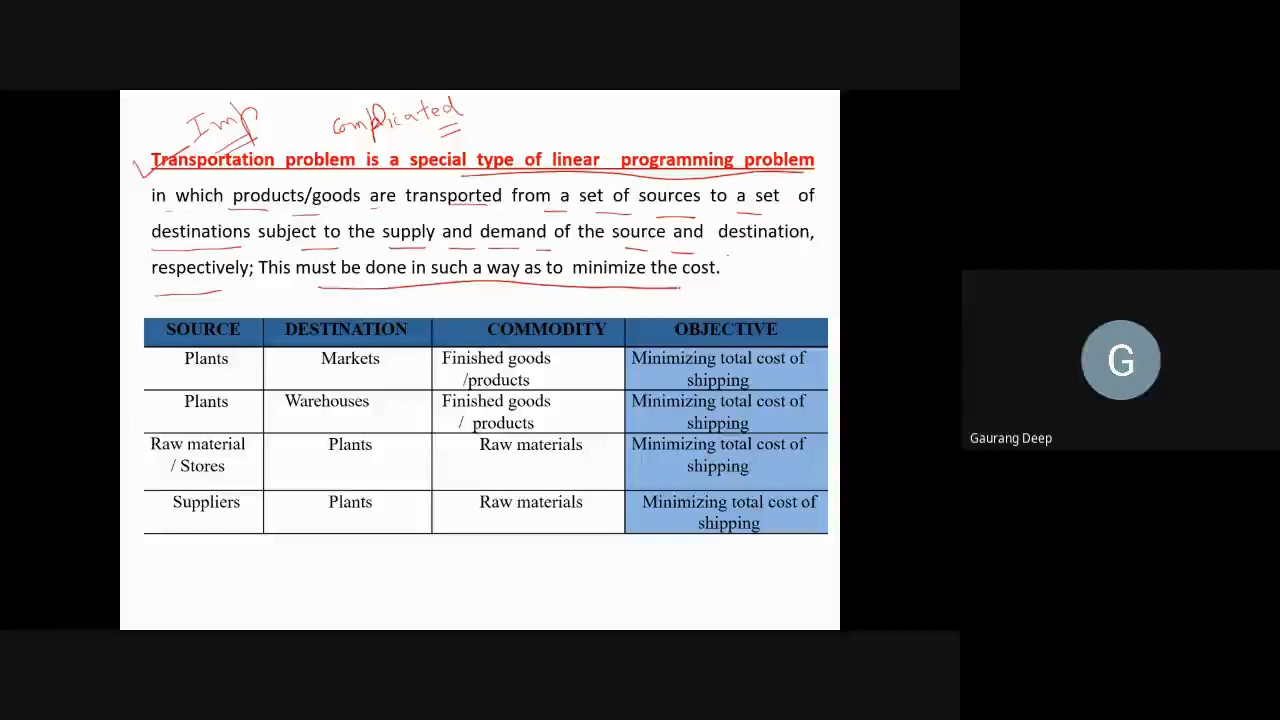 Imp complicated
Transportation problem is a special type of linear programming problem
in which products/goods are transported from a set of sources to a set of
destinations subject to the supply and demand of the source and destination,
respectively; This must be done in such a way as to minimize the cost.
SOURCE DESTINATION COMMODITY OBJECTIVE
Plants Markets Finished goods /products Minimizing total cost of shipping
Plants Warehouses Finished goods / products Minimizing total cost of shipping
Raw material / Stores Plants Raw materials Minimizing total cost of shipping
Suppliers Plants Raw materials Minimizing total cost of shipping
G
Gaurang Deep